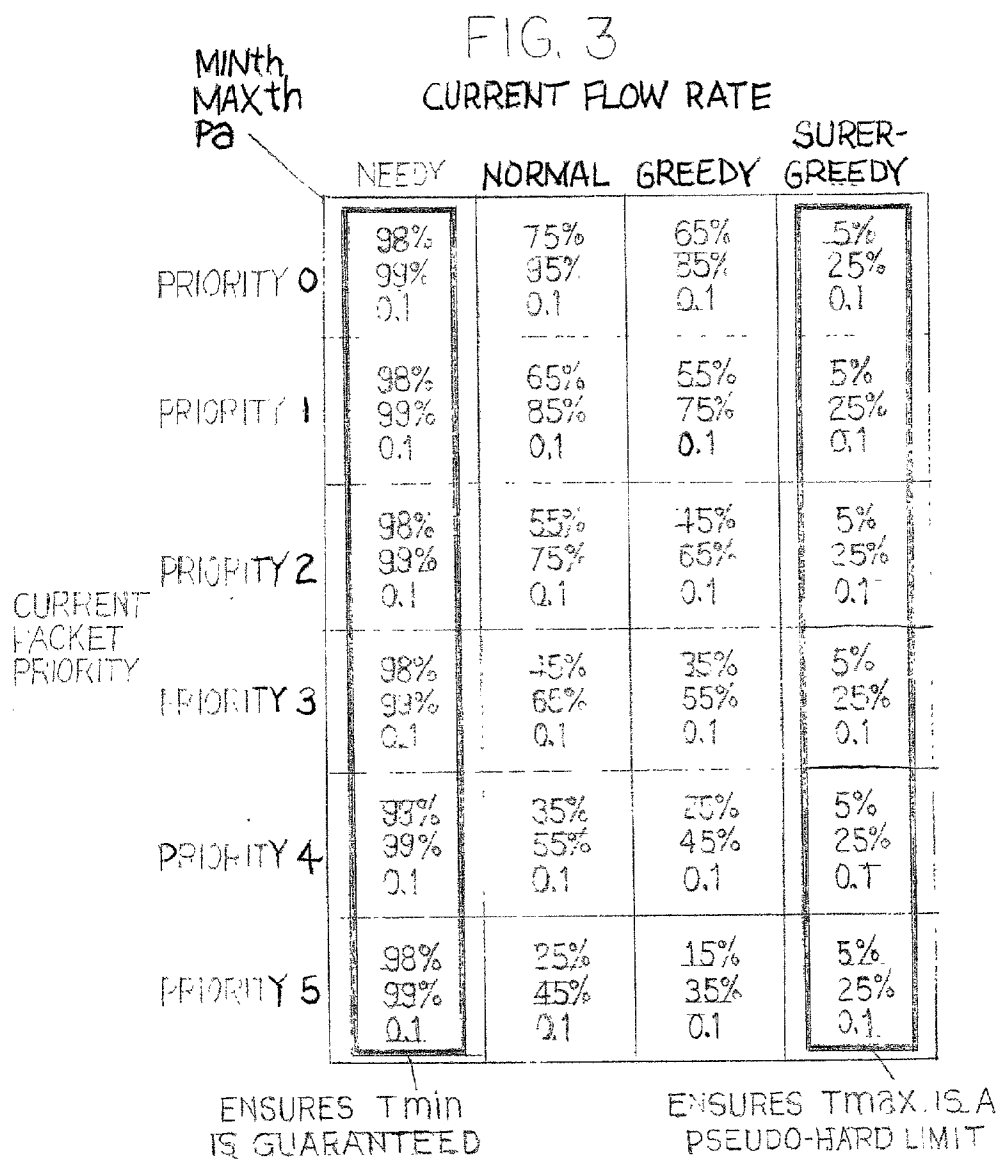 FIG. 3
MINth,
MAXth
Pa
CURRENT FLOW RATE
NEEDY NORMAL GREEDY SURER-
GREEDY
PRIORITY 0
98% 75% 65% 5%
99% 95% 85% 25%
0.1 0.1 0.1 0.1
PRIORITY 1
98% 65% 55% 5%
99% 85% 75% 25%
0.1 0.1 0.1 0.1
PRIORITY 2
98% 55% 45% 5%
99% 75% 65% 25%
0.1 0.1 0.1 0.1
CURRENT
PACKET
PRIORITY
PRIORITY 3
98% 45% 35% 5%
99% 65% 55% 25%
0.1 0.1 0.1 0.1
PRIORITY 4
98% 35% 25% 5%
99% 55% 45% 25%
0.1 0.1 0.1 0.1
PRIORITY 5
98% 25% 15% 5%
99% 45% 35% 25%
0.1 0.1 0.1 0.1
ENSURES Tmin
IS GUARANTEED
ENSURES Tmax. IS A
PSEUDO-HARD LIMIT